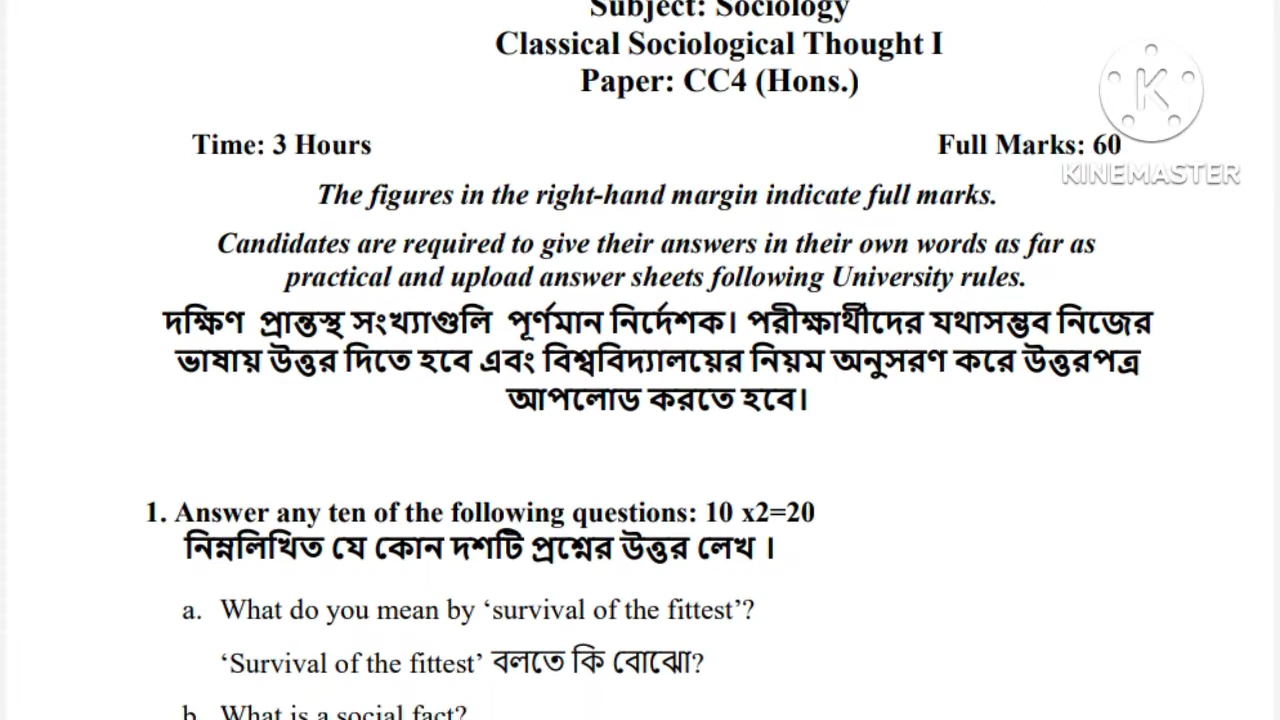 Subject: Sociology
Classical Sociological Thought I
Paper: CC4 (Hons.)
Time: 3 Hours
Full Marks: 60
K
KINEMASTER
The figures in the right-hand margin indicate full marks.
Candidates are required to give their answers in their own words as far as
practical and upload answer sheets following University rules.
দক্ষিণ প্রান্তস্থ সংখ্যাগুলি পূর্ণমান নির্দেশক। পরীক্ষার্থীদের যথাসম্ভব নিজের
ভাষায় উত্তর দিতে হবে এবং বিশ্ববিদ্যালয়ের নিয়ম অনুসরণ করে উত্তরপত্র
আপলোড করতে হবে।
1. Answer any ten of the following questions: 10 x2=20
নিম্নলিখিত যে কোন দশটি প্রশ্নের উত্তর লেখ ।
a. What do you mean by ‘survival of the fittest’?
‘Survival of the fittest’ বলতে কি বোঝো?
b. What is a social fact?